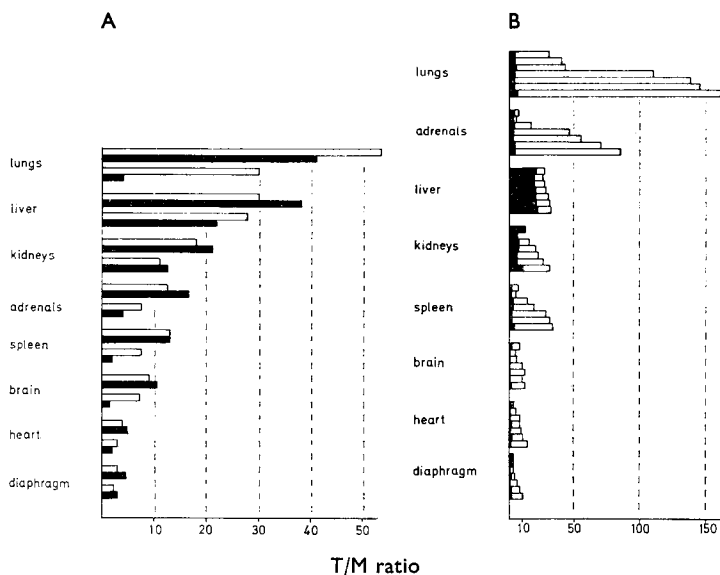 A
lungs
liver
kidneys
adrenals
spleen
brain
heart
diaphragm
10 20 30 40 50
B
lungs
adrenals
liver
kidneys
spleen
brain
heart
diaphragm
10 50 100 150
T/M ratio